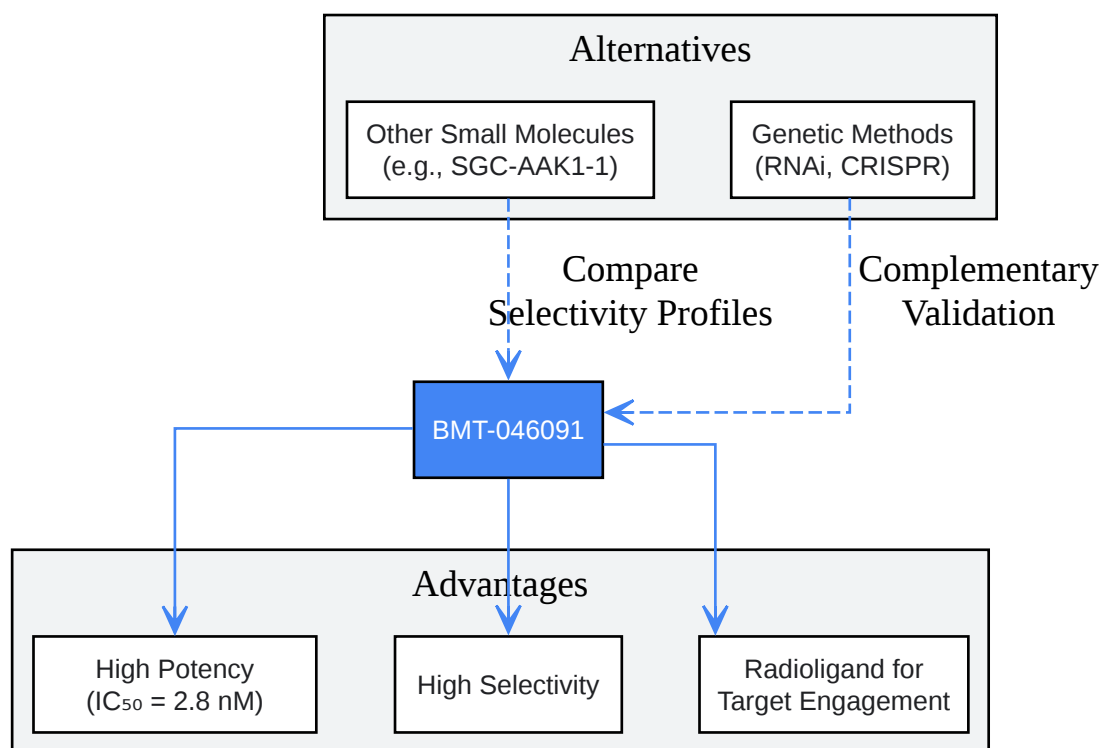 Alternatives
Other Small Molecules
(e.g., SGC-AAK1-1)
Genetic Methods
(RNAi, CRISPR)
Compare
Selectivity Profiles
Complementary
Validation
BMT-046091
Advantages
High Potency
(IC₅₀ = 2.8 nM)
High Selectivity
Radioligand for
Target Engagement